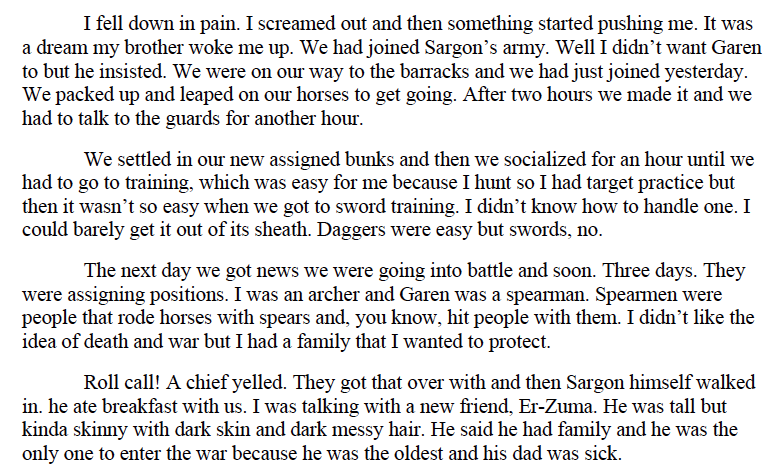 I fell down in pain. I screamed out and then something started pushing me. It was
a dream my brother woke me up. We had joined Sargon’s army. Well I didn’t want Garen
to but he insisted. We were on our way to the barracks and we had just joined yesterday.
We packed up and leaped on our horses to get going. After two hours we made it and we
had to talk to the guards for another hour.
We settled in our new assigned bunks and then we socialized for an hour until we
had to go to training, which was easy for me because I hunt so I had target practice but
then it wasn’t so easy when we got to sword training. I didn’t know how to handle one. I
could barely get it out of its sheath. Daggers were easy but swords, no.
The next day we got news we were going into battle and soon. Three days. They
were assigning positions. I was an archer and Garen was a spearman. Spearmen were
people that rode horses with spears and, you know, hit people with them. I didn’t like the
idea of death and war but I had a family that I wanted to protect.
Roll call! A chief yelled. They got that over with and then Sargon himself walked
in. he ate breakfast with us. I was talking with a new friend, Er-Zuma. He was tall but
kinda skinny with dark skin and dark messy hair. He said he had family and he was the
only one to enter the war because he was the oldest and his dad was sick.